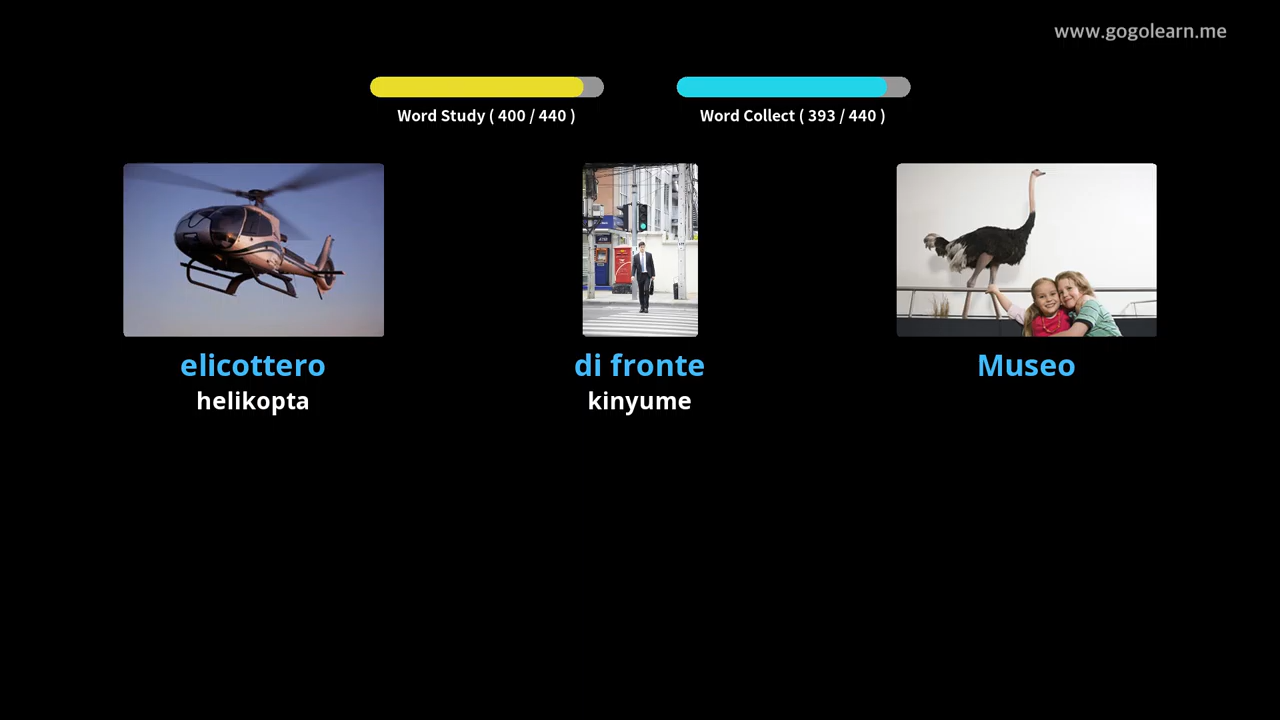 www.gogolearn.me
Word Study ( 400 / 440 )
Word Collect ( 393 / 440 )
elicottero
helikopta
di fronte
kinyume
Museo